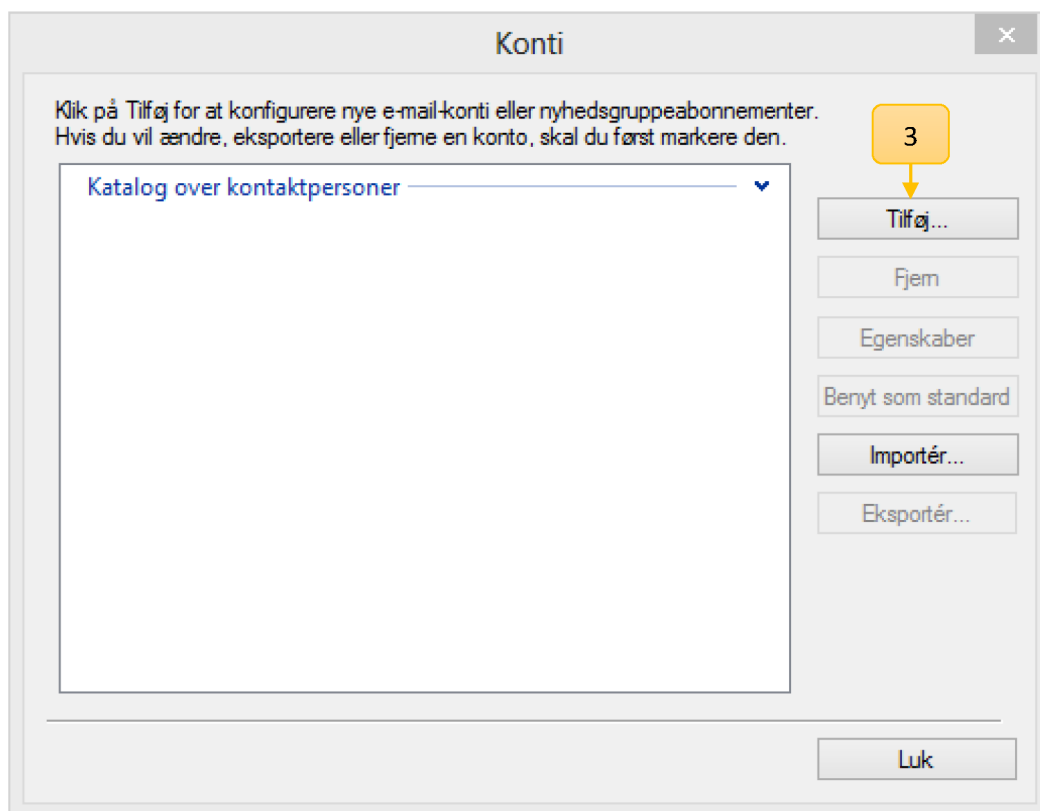 Konti
Klik på Tilføj for at konfigurere nye e-mail-konti eller nyhedsgruppeabonnementer.
Hvis du vil ændre, eksportere eller fjerne en konto, skal du først markere den.
3
Katalog over kontaktpersoner
Tilføj...
Fjern
Egenskaber
Benyt som standard
Importér...
Eksportér...
Luk